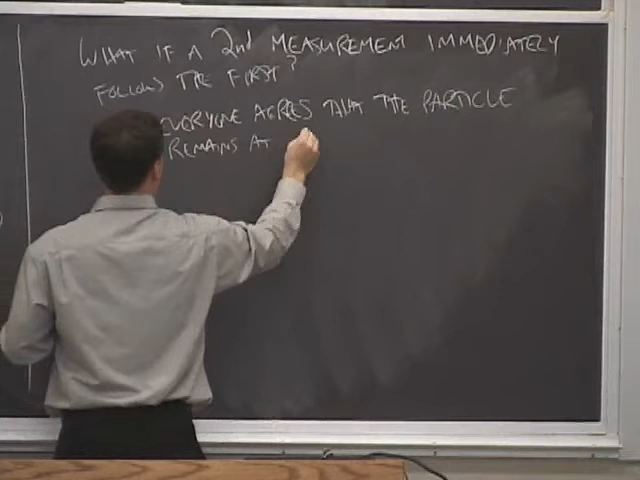 WHAT IF A 2nd MEASUREMENT IMMEDIATELY
FOLLOWS THE FIRST?
EVERYONE AGREES THAT THE PARTICLE
REMAINS AT